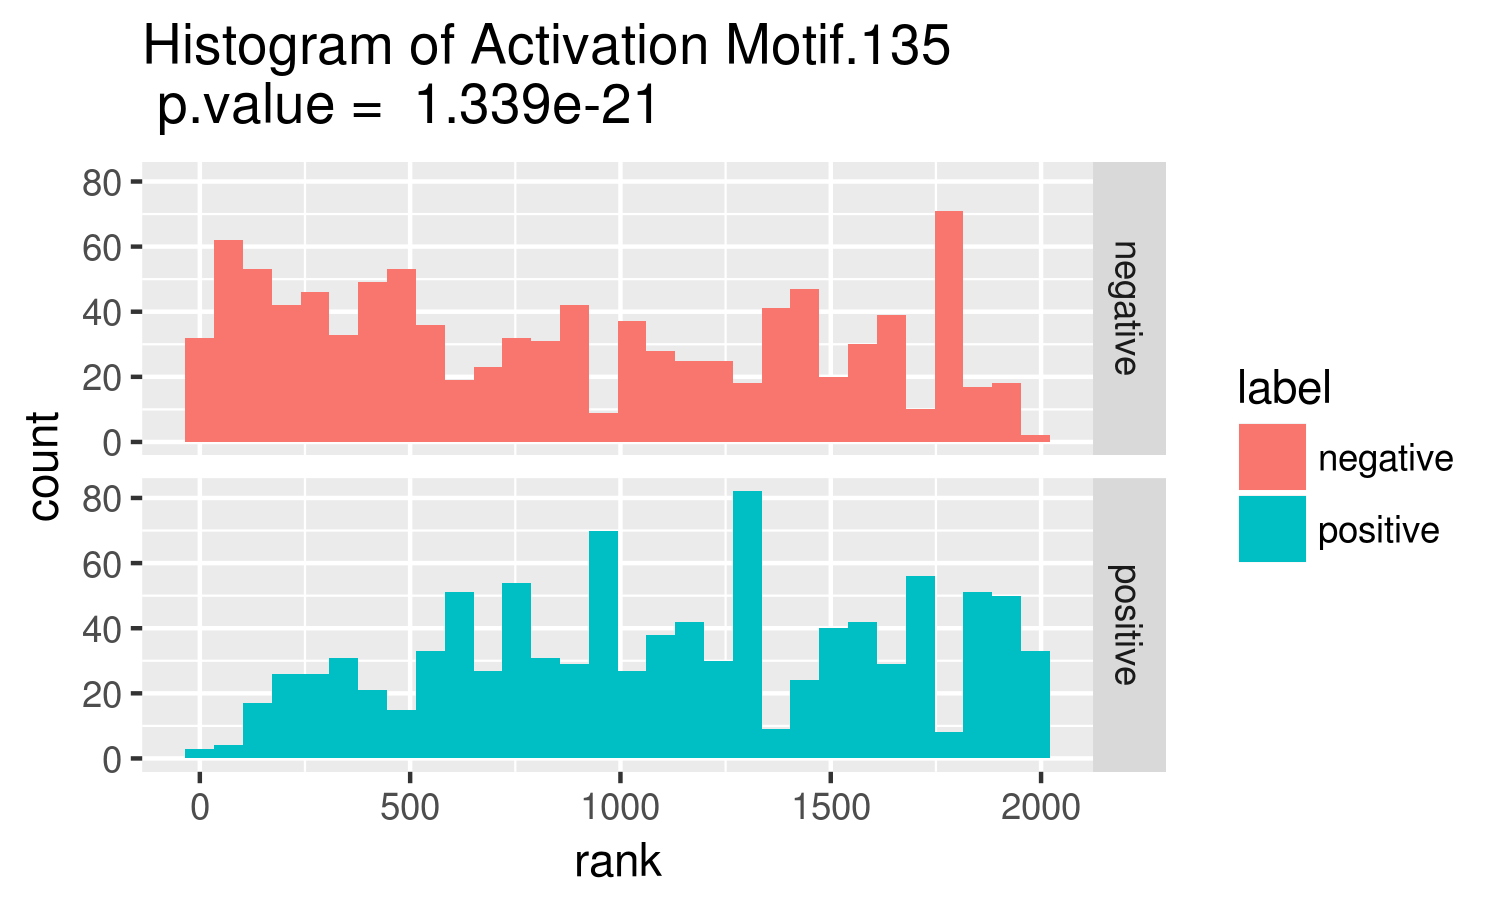 Histogram of Activation Motif.135
p.value = 1.339e-21
count
80
60
40
20
0
negative
80
60
40
20
0
positive
0 500 1000 1500 2000
rank
label
negative
positive